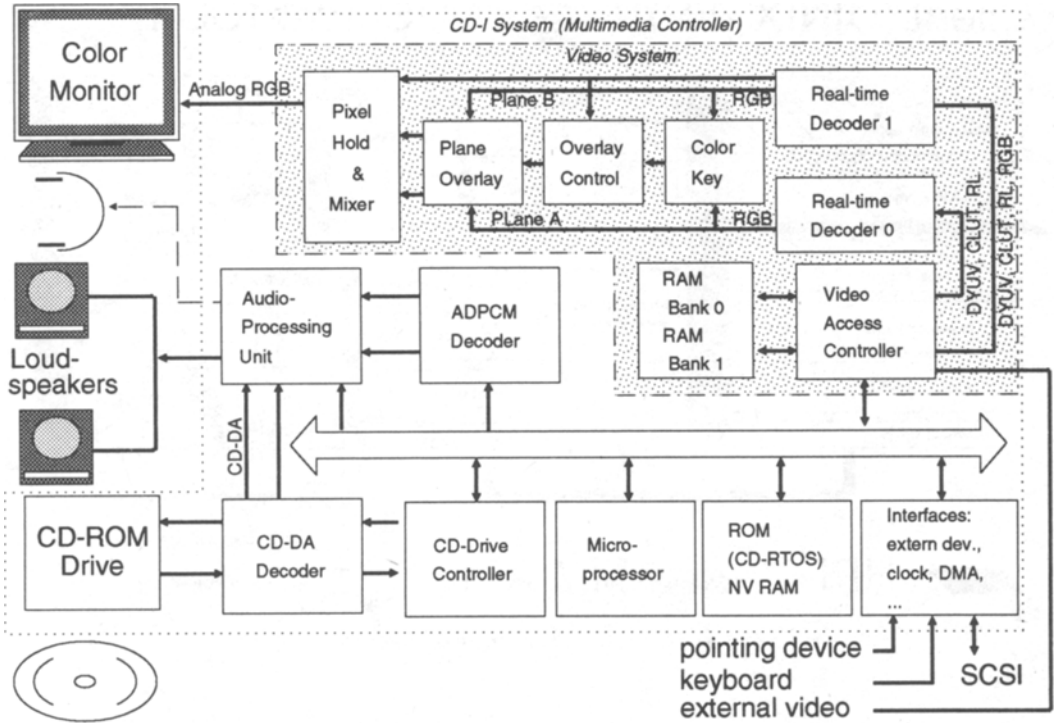 CD-I System (Multimedia Controller)
Video System
Color
Monitor
Analog RGB
Pixel
Hold
&
Mixer
Plane B
RGB
Real-time
Decoder 1
Plane
Overlay
Overlay
Control
Color
Key
PLane A
RGB
Real-time
Decoder 0
DYUV, CLUT, RL
DYUV, CLUT, RL, RGB
RAM
Bank 0
RAM
Bank 1
Video
Access
Controller
Audio-
Processing
Unit
ADPCM
Decoder
Loud-
speakers
CD-DA
CD-ROM
Drive
CD-DA
Decoder
CD-Drive
Controller
Micro-
processor
ROM
(CD-RTOS)
NV RAM
Interfaces:
extern dev.,
clock, DMA,
...
pointing device
keyboard
external video
SCSI